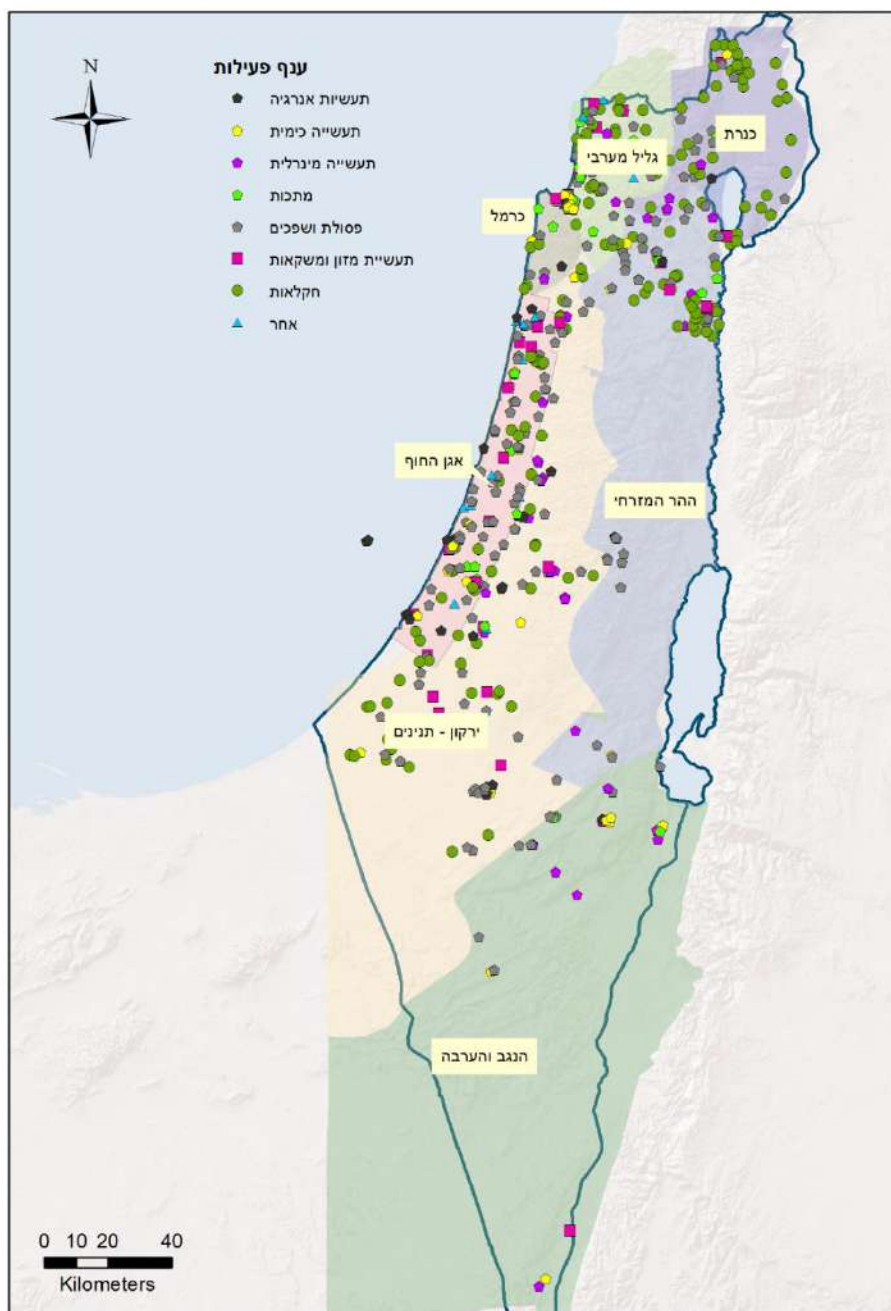 N
ענף פעילות
תעשיות אנרגיה
תעשייה כימית
תעשייה מינרלית
מתכות
פסולת ושפכים
תעשיית מזון ומשקאות
חקלאות
אחר
כנרת
גליל מערבי
כרמל
אגן החוף
ההר המזרחי
ירקון - תנינים
הנגב והערבה
0 10 20 40
Kilometers